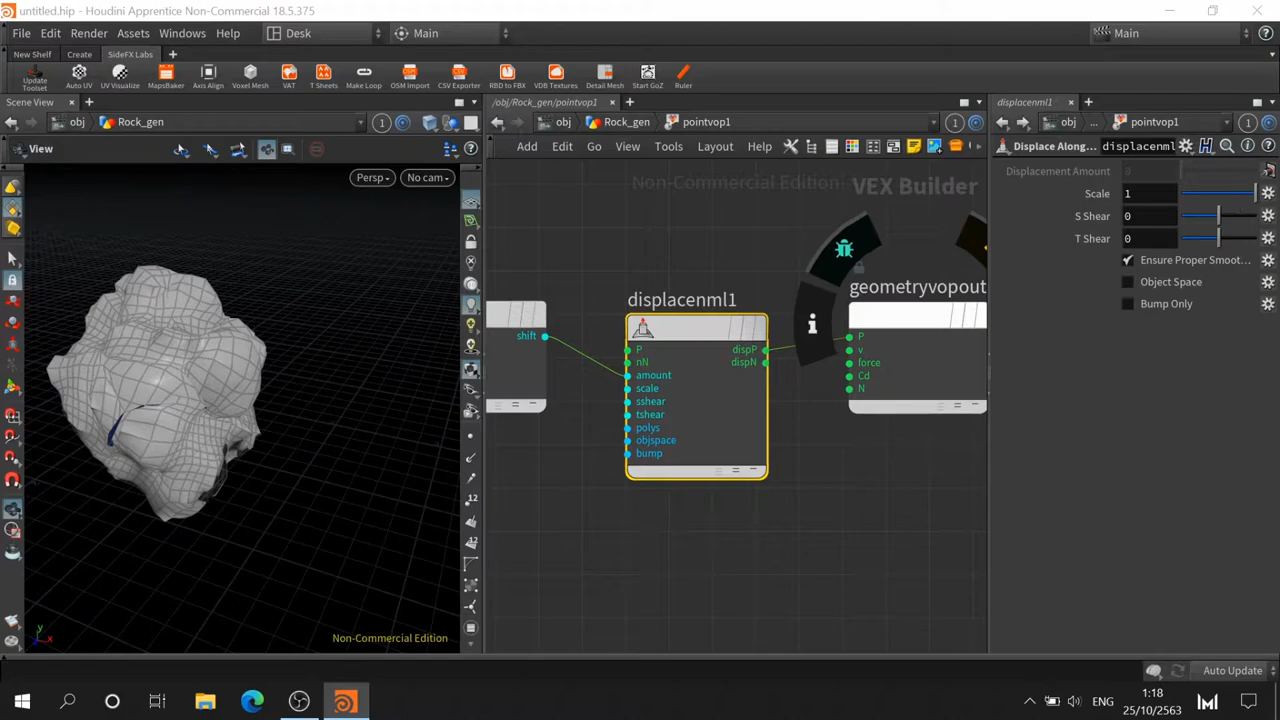 untitled.hip - Houdini Apprentice Non-Commercial 18.5.375
File Edit Render Assets Windows Help Desk Main Main
New Shelf Create SideFX Labs
Update Toolset Auto UV UV Visualize MapsBaker Axis Align Voxel Mesh VAT T Sheets Make Loop OSM Import CSV Exporter RBD to FBX VDB Textures Detail Mesh Start GoZ Ruler
Scene View /obj/Rock_gen/pointvop1 displacenml1
obj Rock_gen 1 obj Rock_gen pointvop1 1 obj ... pointvop1 1
View Add Edit Go View Tools Layout Help Displace Along... displacenml
Persp No cam
Non-Commercial Edition VEX Builder
Displacement Amount 0
Scale 1
S Shear 0
T Shear 0
Ensure Proper Smoot...
Object Space
Bump Only
displacenml1 geometryvopout
shift
P dispP P
nN dispN v
amount force
scale Cd
sshear N
tshear
polys
objspace
bump
12
12
y
x
Non-Commercial Edition
Auto Update
ENG 1:18
25/10/2563